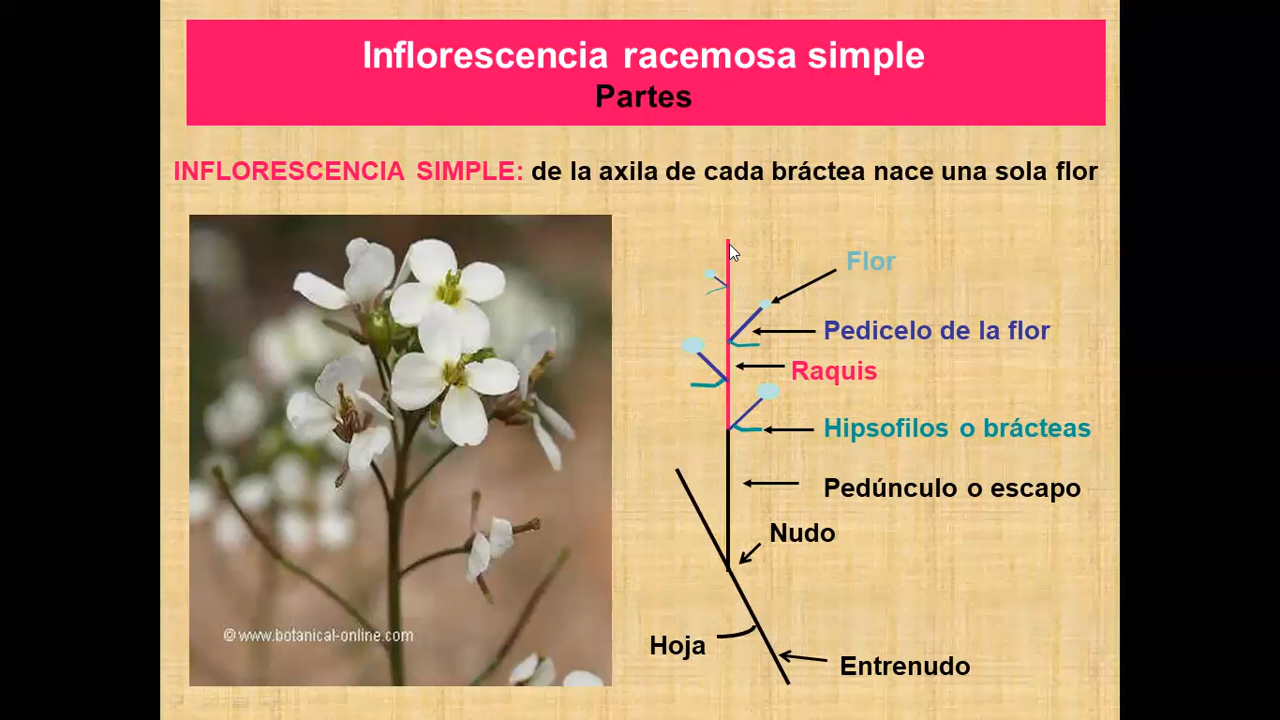 Inflorescencia racemosa simple
Partes
INFLORESCENCIA SIMPLE: de la axila de cada bráctea nace una sola flor
Flor
Pedicelo de la flor
Raquis
Hipsofilos o brácteas
Pedúnculo o escapo
Nudo
© www.botanical-online.com
Hoja
Entrenudo